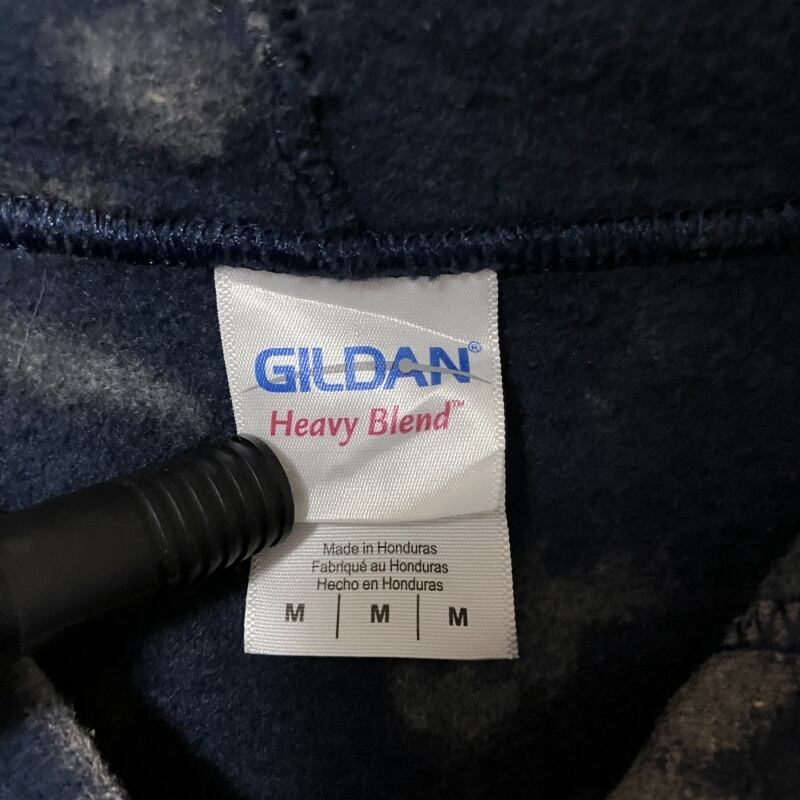 GILDAN®
Heavy Blend™
Made in Honduras
Fabriqué au Honduras
Hecho en Honduras
M | M | M